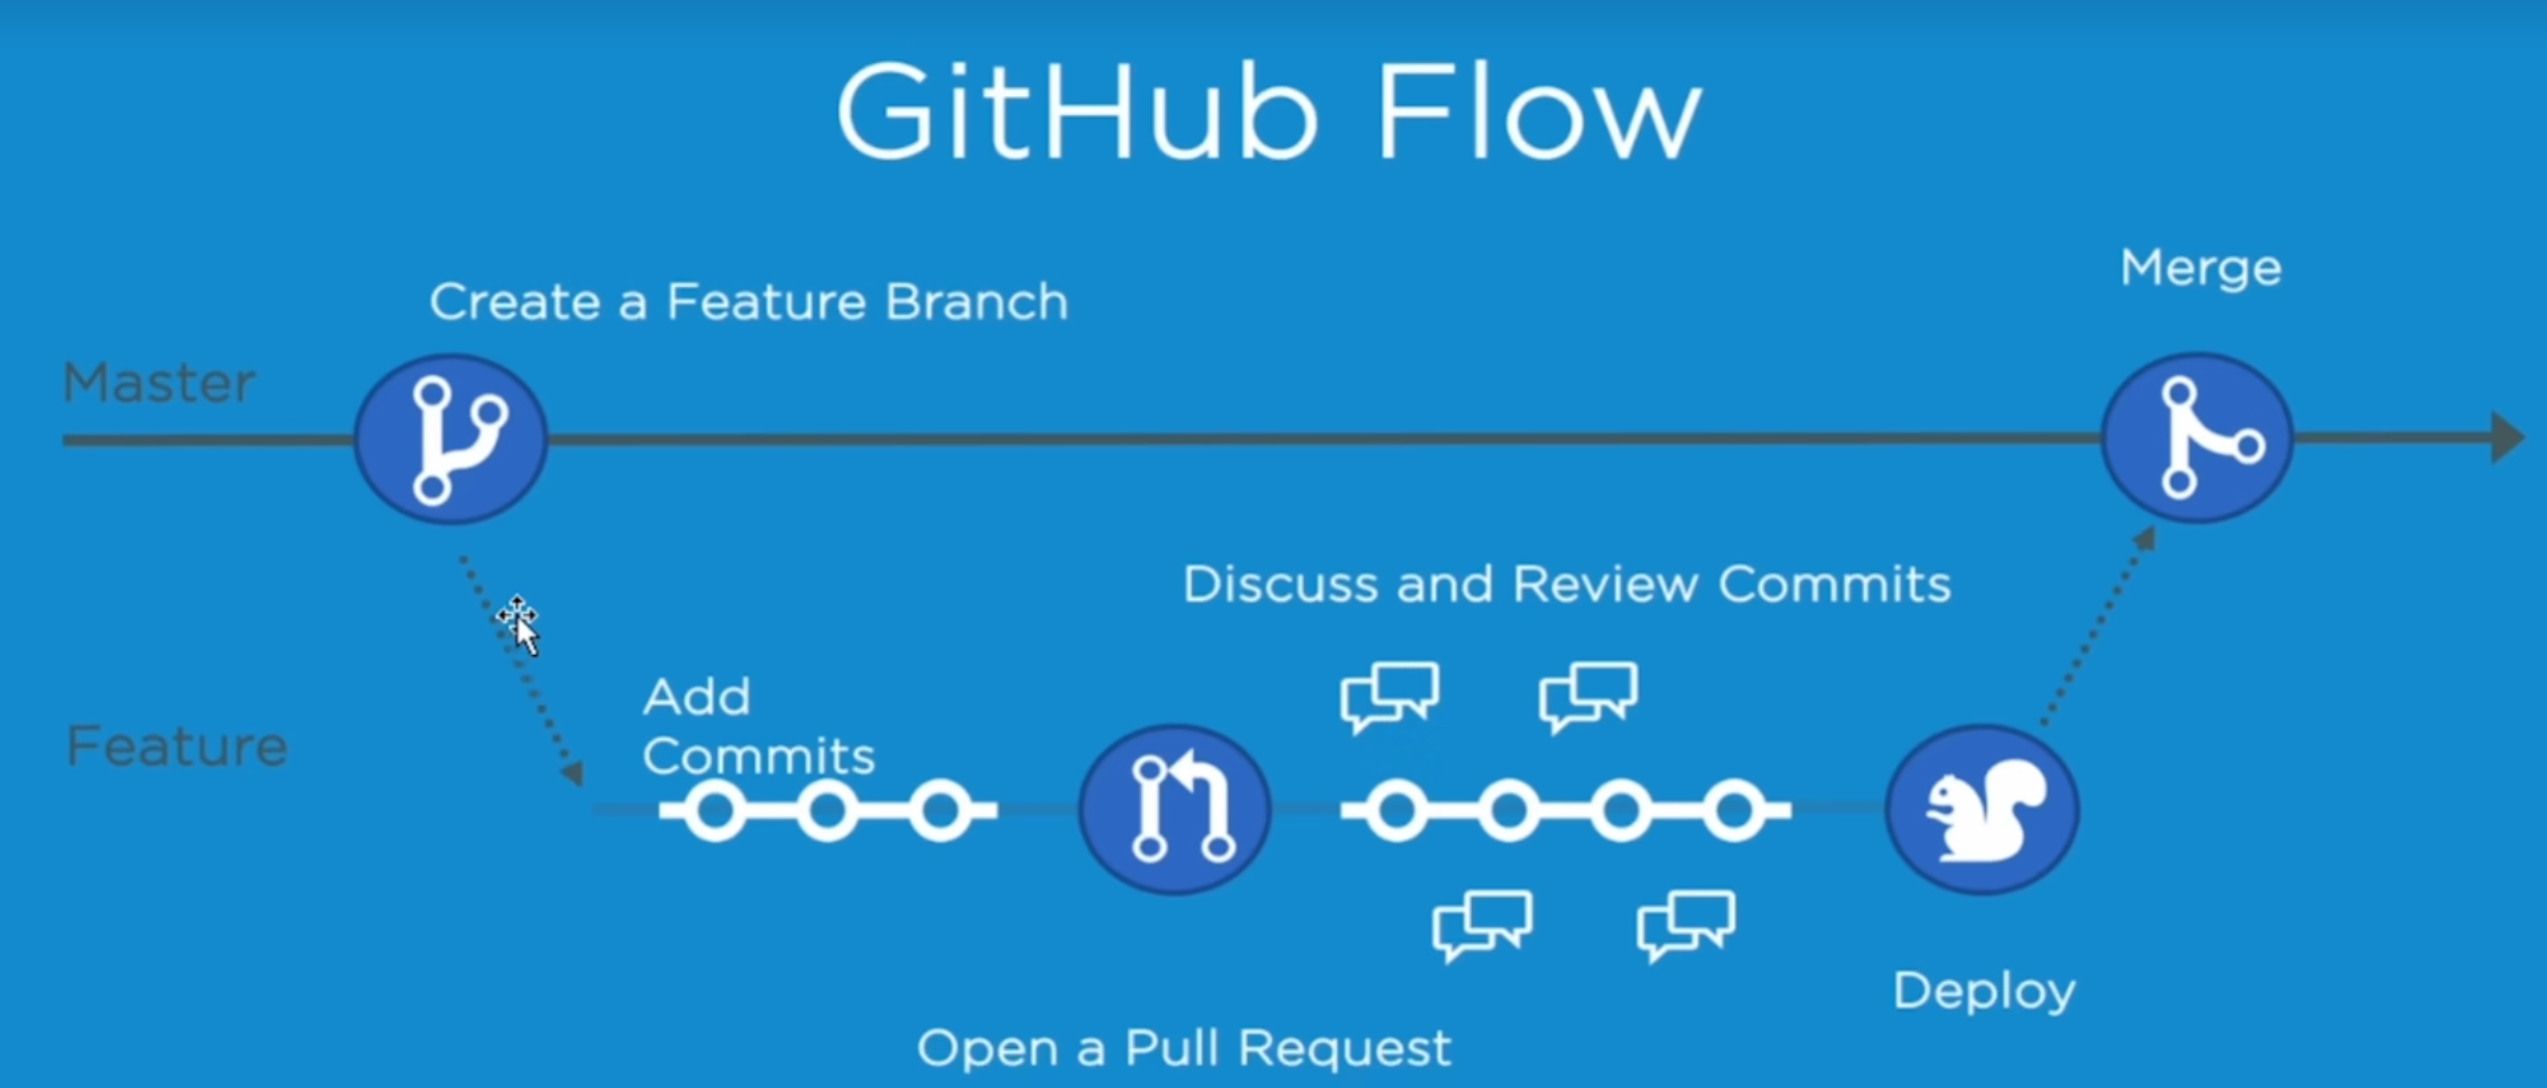 GitHub Flow
Create a Feature Branch
Merge
Master
Discuss and Review Commits
Add
Commits
Feature
Deploy
Open a Pull Request